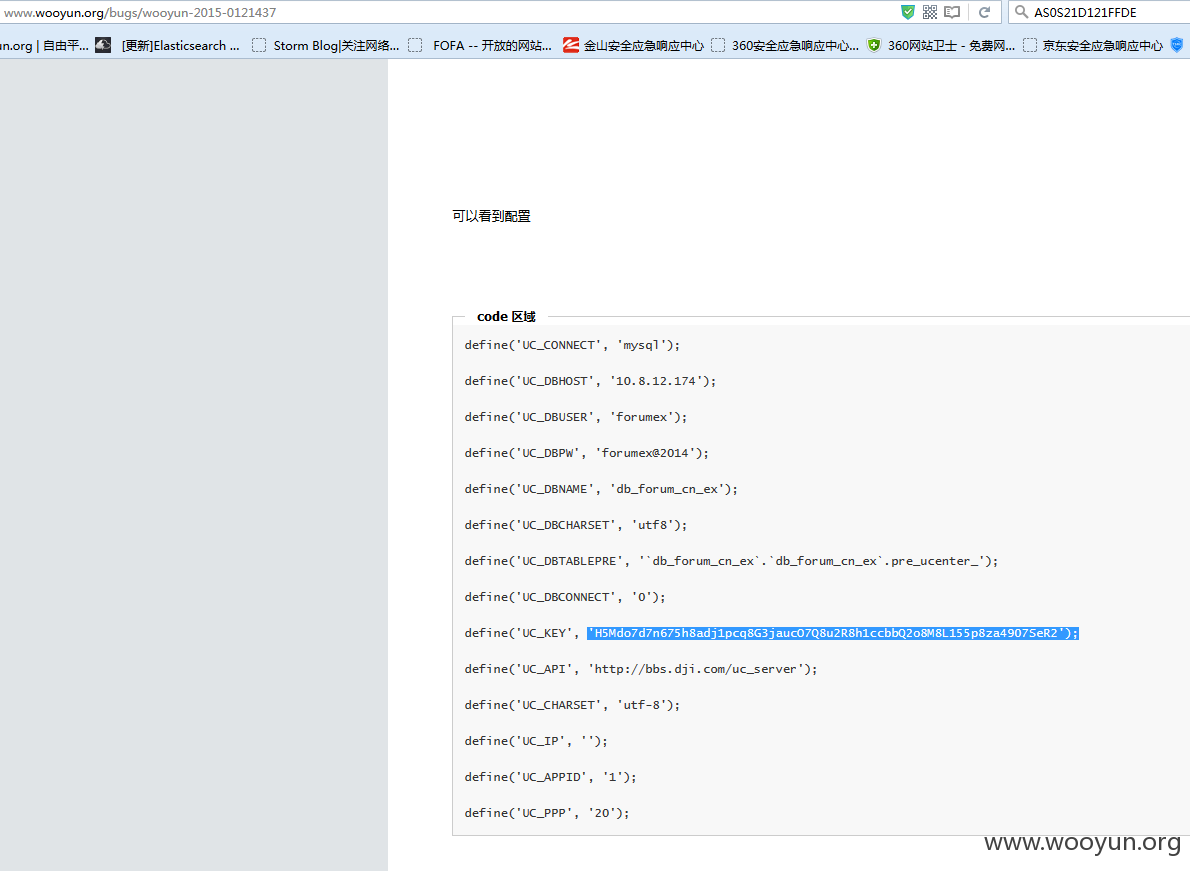 www.wooyun.org/bugs/wooyun-2015-0121437
AS0S21D121FFDE
un.org | 自由平... [更新]Elasticsearch ... Storm Blog|关注网络... FOFA -- 开放的网站... 金山安全应急响应中心 360安全应急响应中心... 360网站卫士 - 免费网... 京东安全应急响应中心
可以看到配置
code 区域
define('UC_CONNECT', 'mysql');
define('UC_DBHOST', '10.8.12.174');
define('UC_DBUSER', 'forumex');
define('UC_DBPW', 'forumex@2014');
define('UC_DBNAME', 'db_forum_cn_ex');
define('UC_DBCHARSET', 'utf8');
define('UC_DBTABLEPRE', '`db_forum_cn_ex`.`db_forum_cn_ex`.pre_ucenter_');
define('UC_DBCONNECT', '0');
define('UC_KEY', 'H5Mdo7d7n675h8adj1pcq8G3jaucO7Q8u2R8h1ccbbQ2o8M8L155p8za49O7SeR2');
define('UC_API', 'http://bbs.dji.com/uc_server');
define('UC_CHARSET', 'utf-8');
define('UC_IP', '');
define('UC_APPID', '1');
define('UC_PPP', '20');
www.wooyun.org